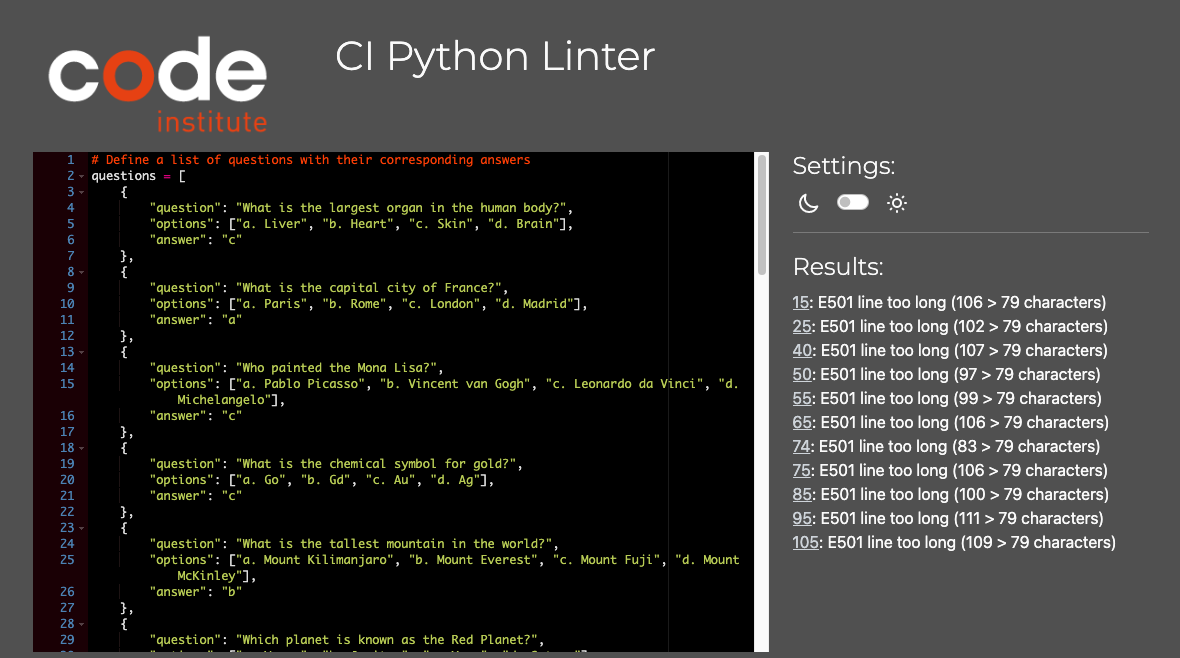 code
institute
CI Python Linter
1 # Define a list of questions with their corresponding answers
2 questions = [
3 {
4 "question": "What is the largest organ in the human body?",
5 "options": ["a. Liver", "b. Heart", "c. Skin", "d. Brain"],
6 "answer": "c"
7 },
8 {
9 "question": "What is the capital city of France?",
10 "options": ["a. Paris", "b. Rome", "c. London", "d. Madrid"],
11 "answer": "a"
12 },
13 {
14 "question": "Who painted the Mona Lisa?",
15 "options": ["a. Pablo Picasso", "b. Vincent van Gogh", "c. Leonardo da Vinci", "d.
Michelangelo"],
16 "answer": "c"
17 },
18 {
19 "question": "What is the chemical symbol for gold?",
20 "options": ["a. Go", "b. Gd", "c. Au", "d. Ag"],
21 "answer": "c"
22 },
23 {
24 "question": "What is the tallest mountain in the world?",
25 "options": ["a. Mount Kilimanjaro", "b. Mount Everest", "c. Mount Fuji", "d. Mount
McKinley"],
26 "answer": "b"
27 },
28 {
29 "question": "Which planet is known as the Red Planet?",
Settings:
Results:
15: E501 line too long (106 > 79 characters)
25: E501 line too long (102 > 79 characters)
40: E501 line too long (107 > 79 characters)
50: E501 line too long (97 > 79 characters)
55: E501 line too long (99 > 79 characters)
65: E501 line too long (106 > 79 characters)
74: E501 line too long (83 > 79 characters)
75: E501 line too long (106 > 79 characters)
85: E501 line too long (100 > 79 characters)
95: E501 line too long (111 > 79 characters)
105: E501 line too long (109 > 79 characters)